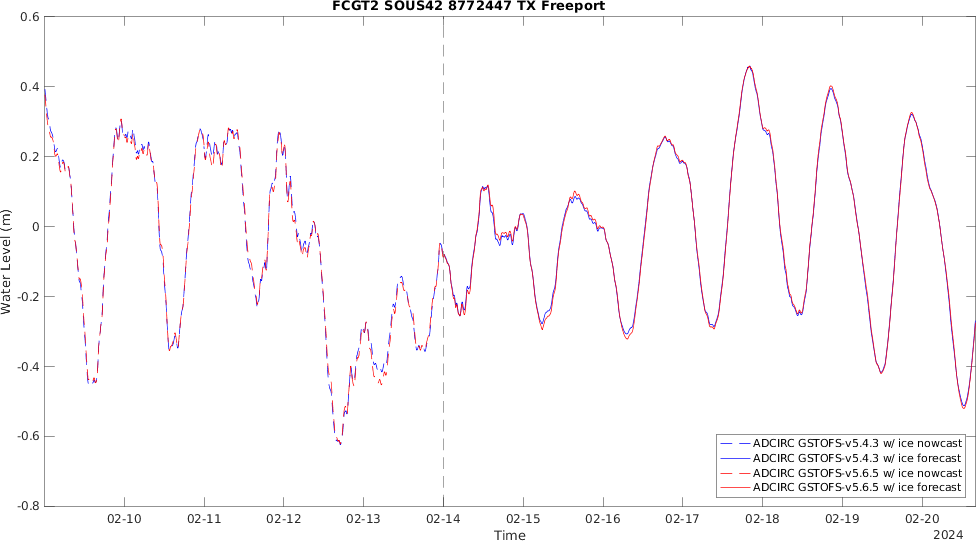 FCGT2 SOUS42 8772447 TX Freeport
0.6
0.4
0.2
0
-0.2
-0.4
-0.6
-0.8
Water Level (m)
ADCIRC GSTOFS-v5.4.3 w/ ice nowcast
ADCIRC GSTOFS-v5.4.3 w/ ice forecast
ADCIRC GSTOFS-v5.6.5 w/ ice nowcast
ADCIRC GSTOFS-v5.6.5 w/ ice forecast
02-10 02-11 02-12 02-13 02-14 02-15 02-16 02-17 02-18 02-19 02-20
Time
2024